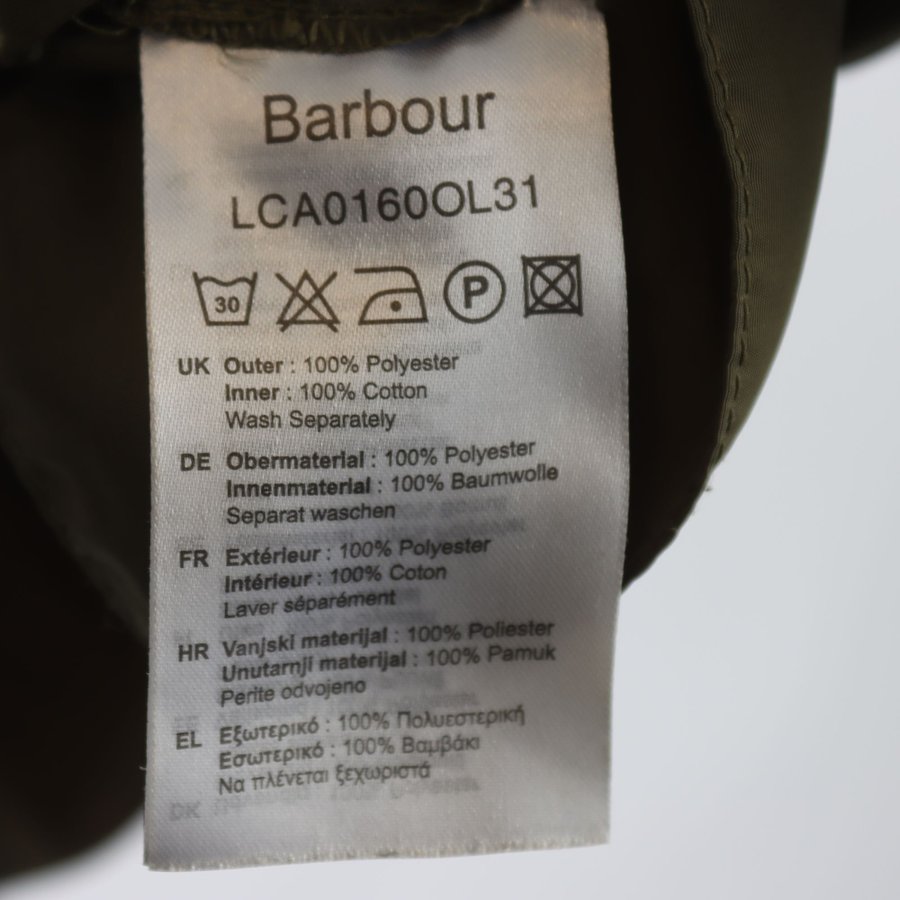 Barbour
LCA0160OL31
30 P
UK Outer : 100% Polyester
Inner : 100% Cotton
Wash Separately
DE Obermaterial : 100% Polyester
Innenmaterial : 100% Baumwolle
Separat waschen
FR Extérieur : 100% Polyester
Intérieur : 100% Coton
Laver séparément
HR Vanjski materijal : 100% Poliester
Unutarnji materijal : 100% Pamuk
Perite odvojeno
EL Εξωτερικό : 100% Πολυεστερική
Εσωτερικό : 100% Βαμβάκι
Να πλένεται ξεχωριστά
DK